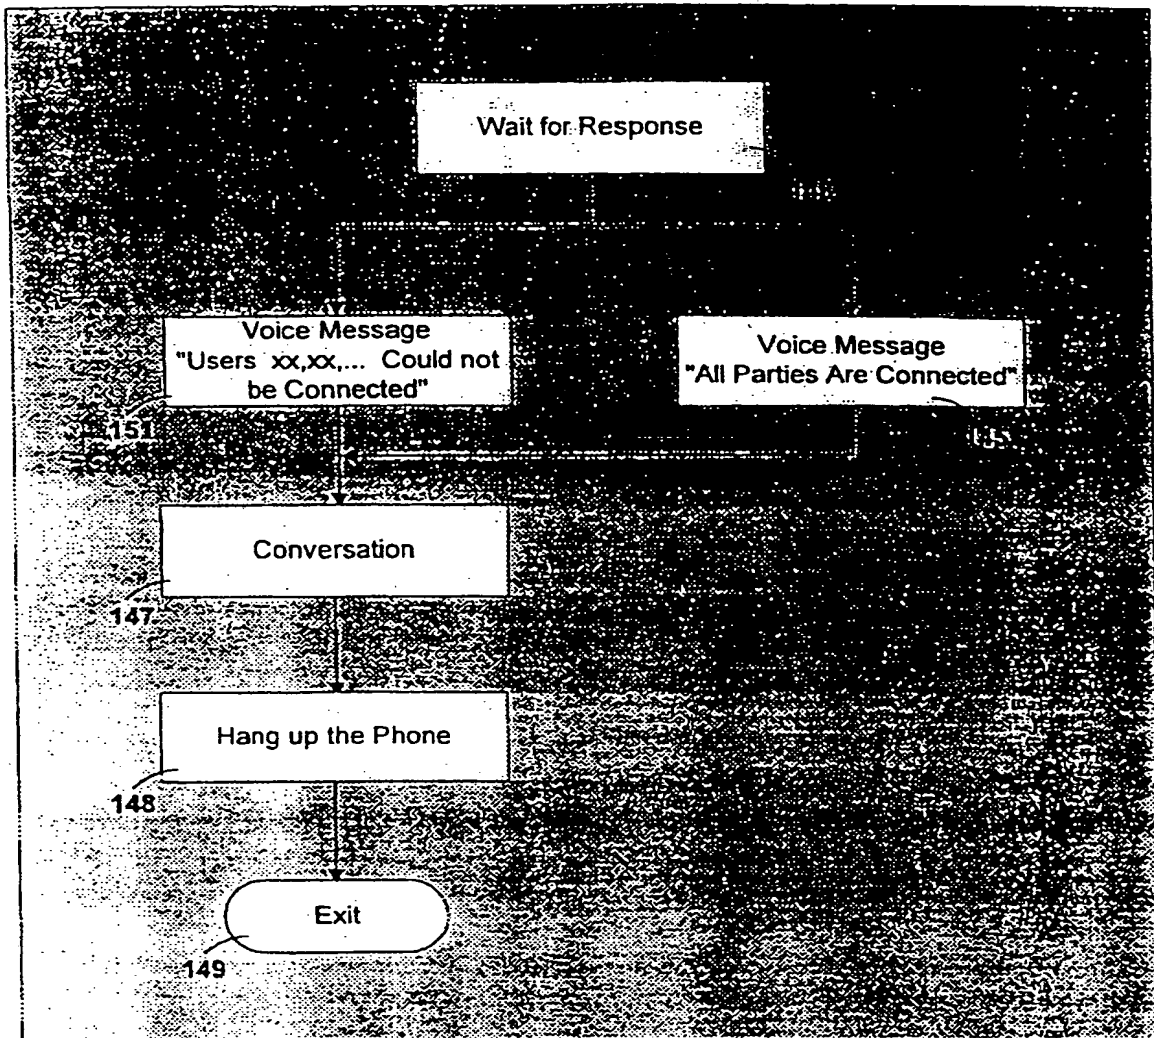 Wait for Response
Voice Message
"Users xx,xx,... Could not
be Connected"
151
Voice Message
"All Parties Are Connected"
Conversation
147
Hang up the Phone
148
Exit
149